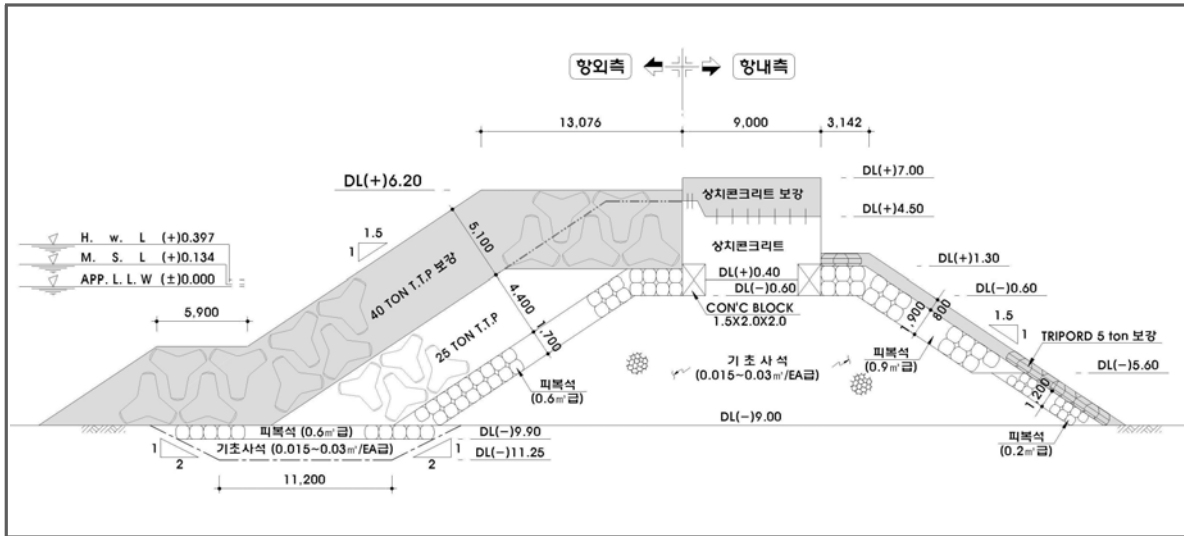 항외측
항내측
13,076
9,000
3,142
DL(+)6.20
DL(+)7.00
상치콘크리트 보강
DL(+)4.50
1.5
1
5,100
H. w. L (+)0.397
M. S. L (+)0.134
APP. L. L. W (±)0.000
상치콘크리트
DL(+)1.30
DL(+)0.40
DL(−)0.60
DL(−)0.60
40 TON T.T.P 보강
4,400
CON'C BLOCK
1.5X2.0X2.0
5,900
1,900
800
1.5
1
25 TON T.T.P
1,700
TRIPORD 5 ton 보강
기 초 사 석
(0.015~0.03㎥/EA급)
피복석
(0.9㎥급)
DL(−)5.60
피복석
(0.6㎥급)
1,200
DL(−)9.00
피복석 (0.6㎥급)
DL(−)9.90
1
2
기초사석 (0.015~0.03㎥/EA급)
2
1
DL(−)11.25
피복석
(0.2㎥급)
11,200